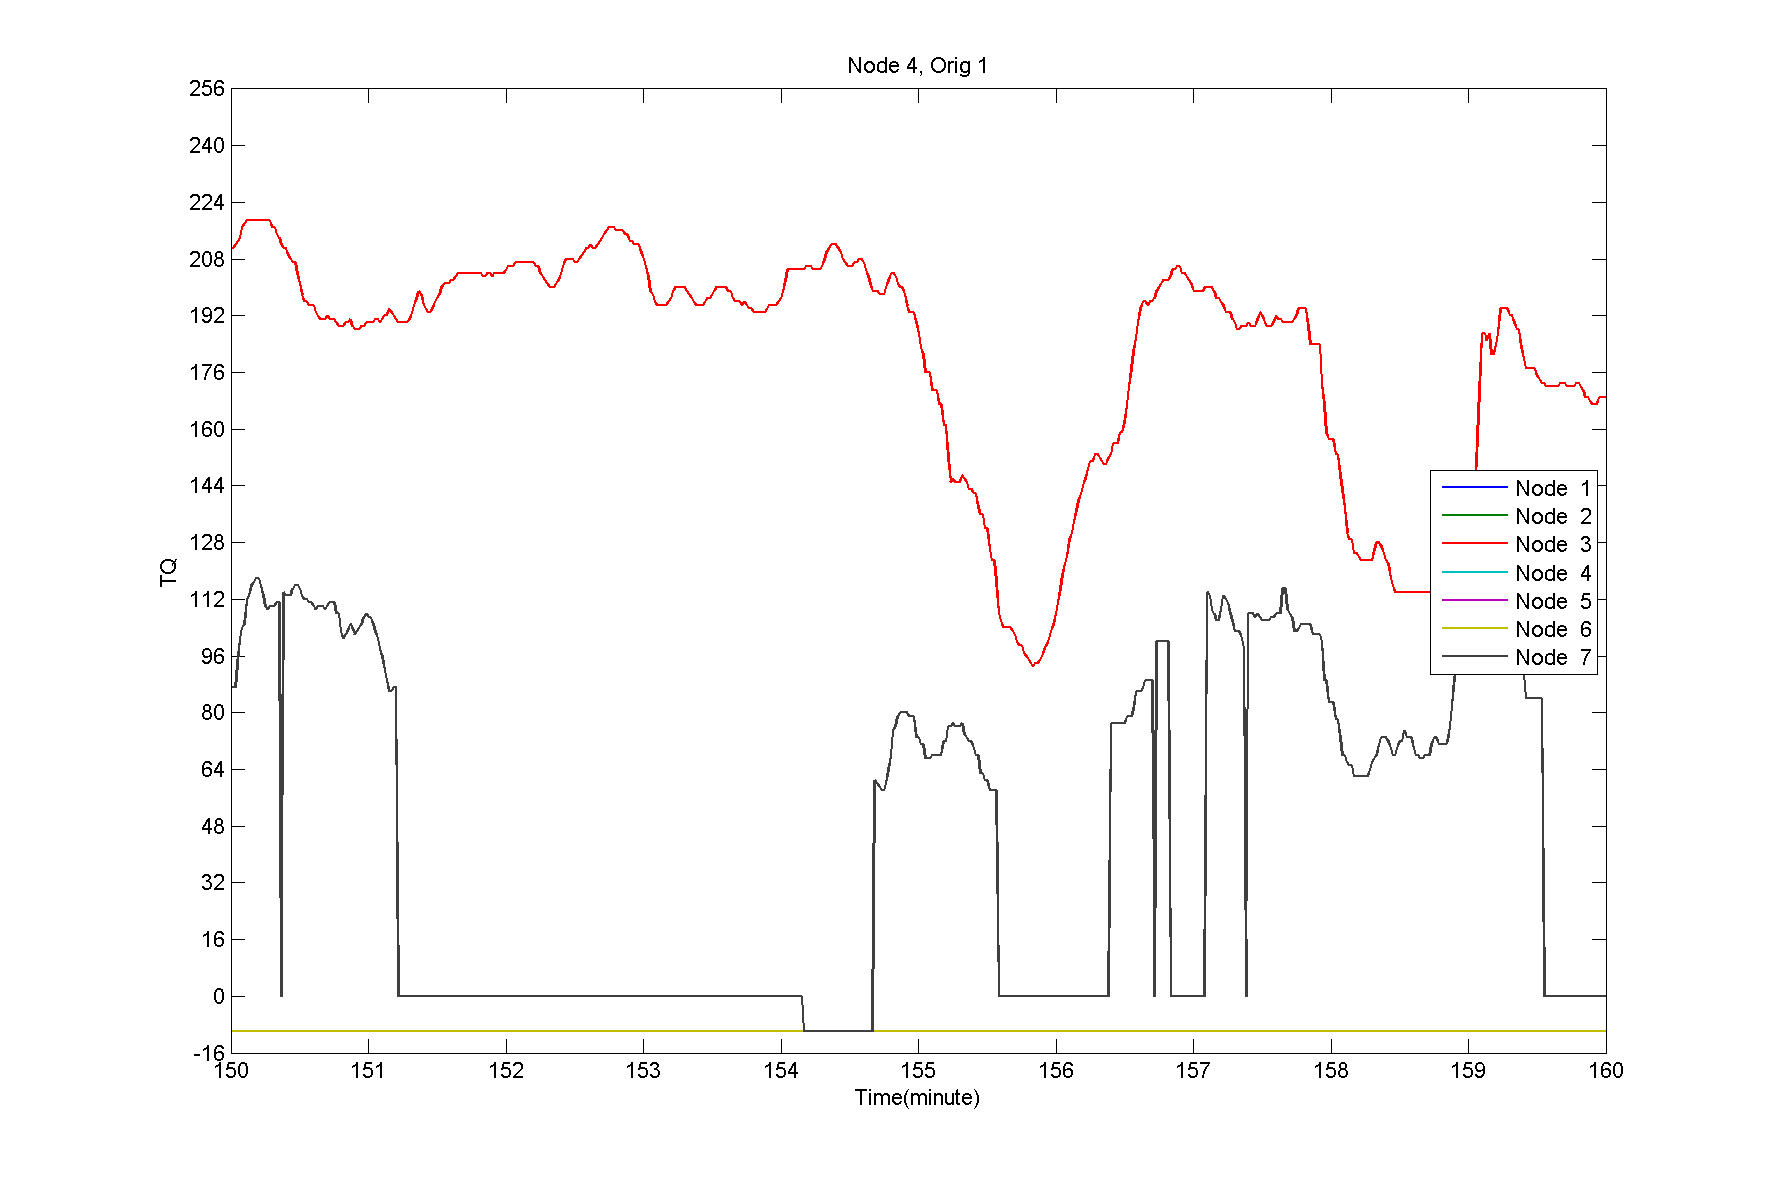 Node 4, Orig 1
256
240
224
208
192
176
160
144
128
112
96
80
64
48
32
16
0
-16
TQ
Node 1
Node 2
Node 3
Node 4
Node 5
Node 6
Node 7
150 151 152 153 154 155 156 157 158 159 160
Time(minute)